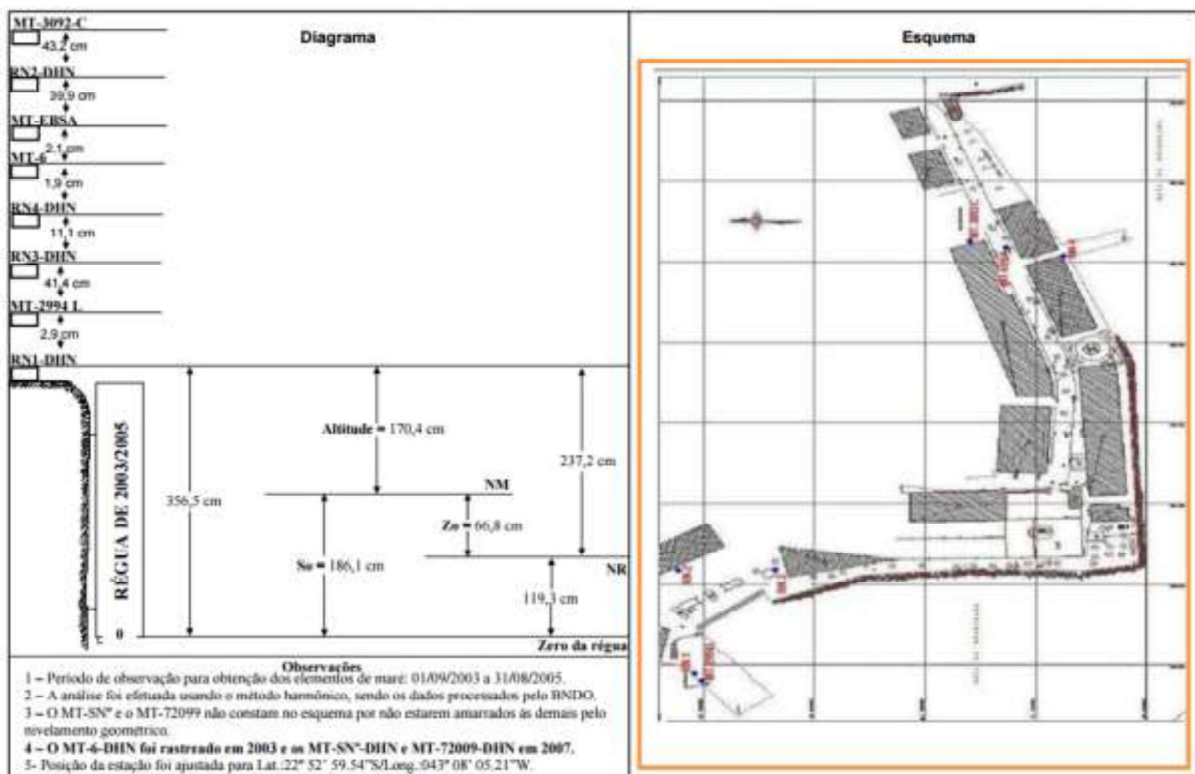 Diagrama
MT-3092-C
43,2 cm
RN2-DHN
39,9 cm
MT-EBSA
2,1 cm
MT-6
1,9 cm
RN4-DHN
11,1 cm
RN3-DHN
41,4 cm
MT-2994 L
2,9 cm
RN1-DHN
RÉGUA DE 2003/2005
0
356,5 cm
Altitude = 170,4 cm
237,2 cm
NM
Zo = 66,8 cm
So = 186,1 cm
NR
119,3 cm
Zero da régua
Observações
1 – Período de observação para obtenção dos elementos de maré: 01/09/2003 a 31/08/2005.
2 – A análise foi efetuada usando o método harmônico, sendo os dados processados pelo BNDO.
3 – O MT-SNº e o MT-72099 não constam no esquema por não estarem amarrados às demais pelo
nivelamento geométrico.
4 – O MT-6-DHN foi rastreado em 2003 e os MT-SNº-DHN e MT-72009-DHN em 2007.
5- Posição da estação foi ajustada para Lat.:22º 52' 59.54"S/Long.:043º 08' 05.21"W.
Esquema